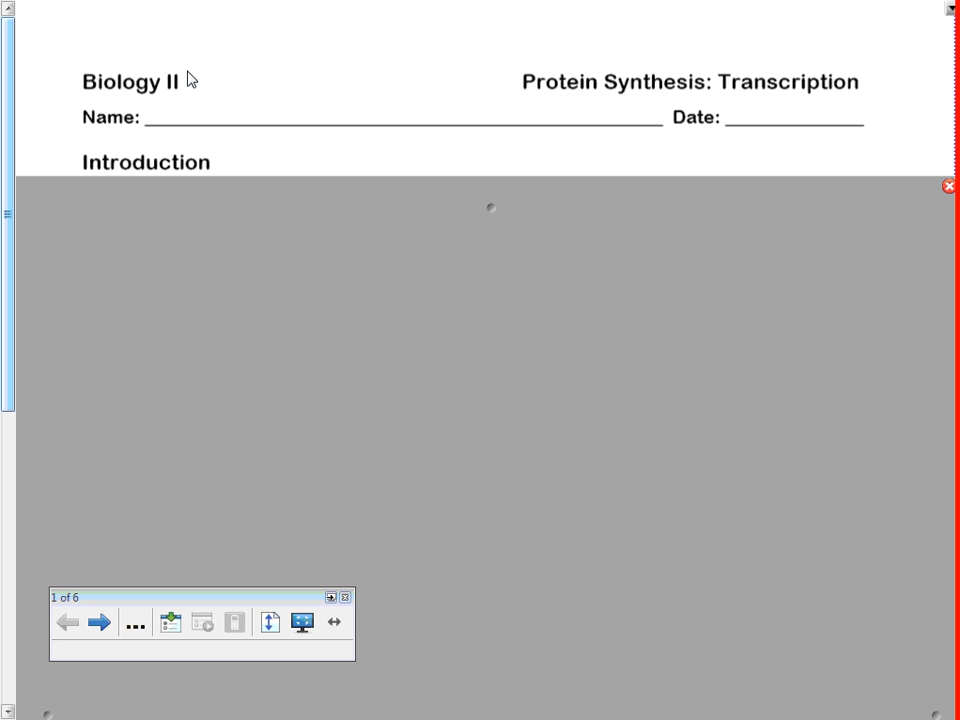 Biology II Protein Synthesis: Transcription
Name: Date:
Introduction
1 of 6